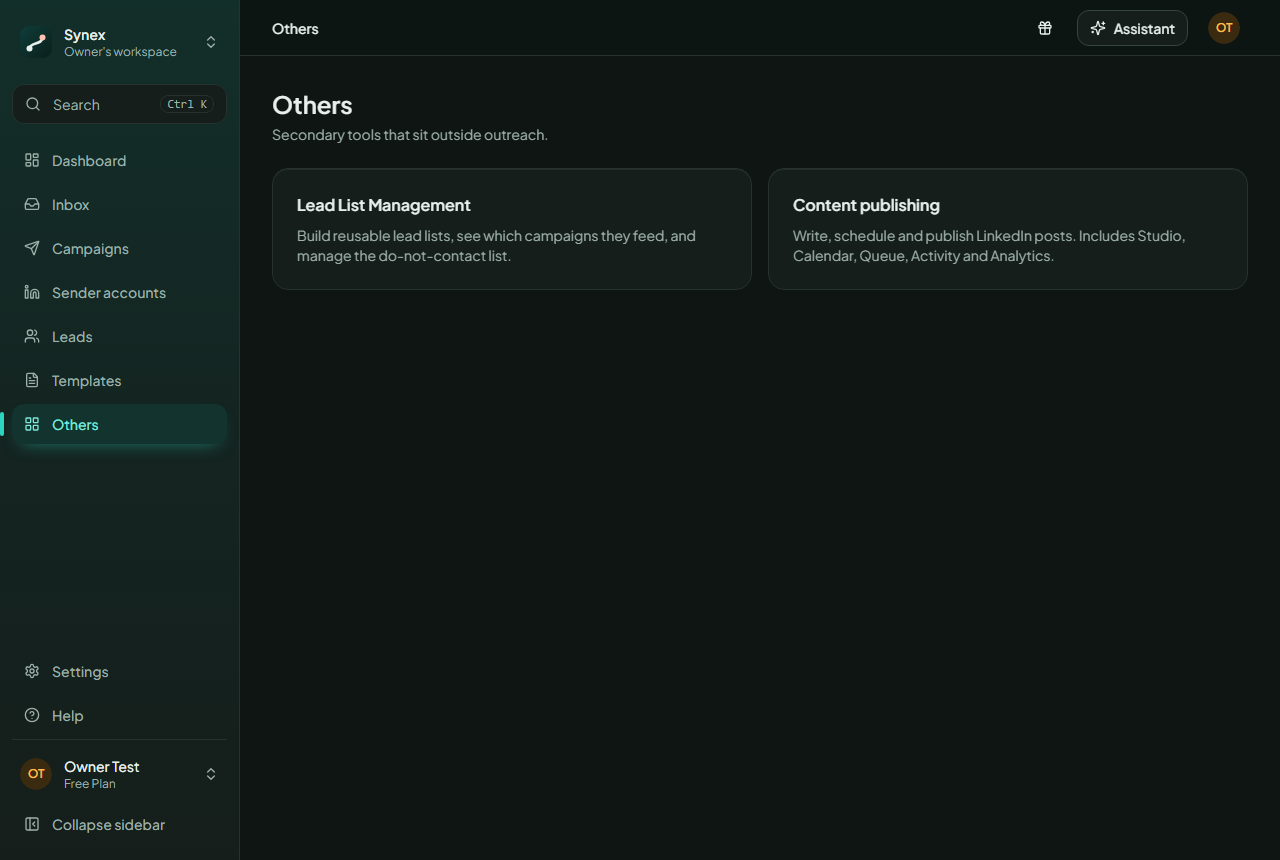 Synex
Owner's workspace
Search
Ctrl K
Dashboard
Inbox
Campaigns
Sender accounts
Leads
Templates
Others
Settings
Help
OT
Owner Test
Free Plan
Collapse sidebar
Others
Assistant
OT
Others
Secondary tools that sit outside outreach.
Lead List Management
Build reusable lead lists, see which campaigns they feed, and
manage the do-not-contact list.
Content publishing
Write, schedule and publish LinkedIn posts. Includes Studio,
Calendar, Queue, Activity and Analytics.